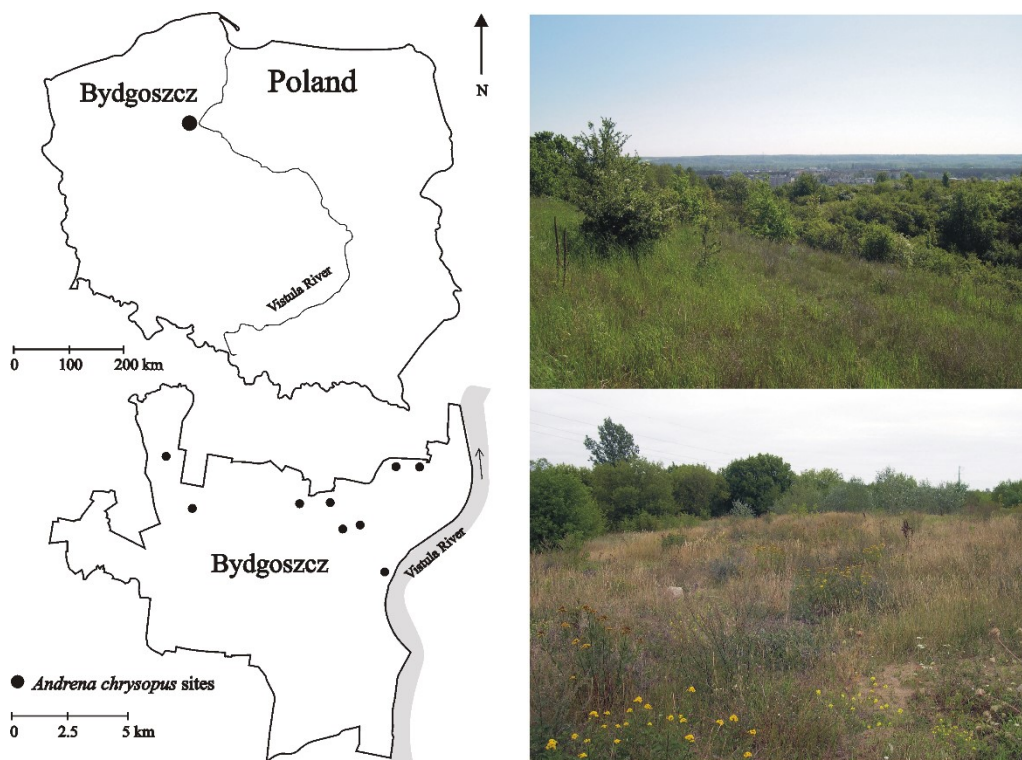 Bydgoszcz
Poland
N
Vistula River
0 100 200 km
Bydgoszcz
Vistula River
Andrena chrysopus sites
0 2.5 5 km